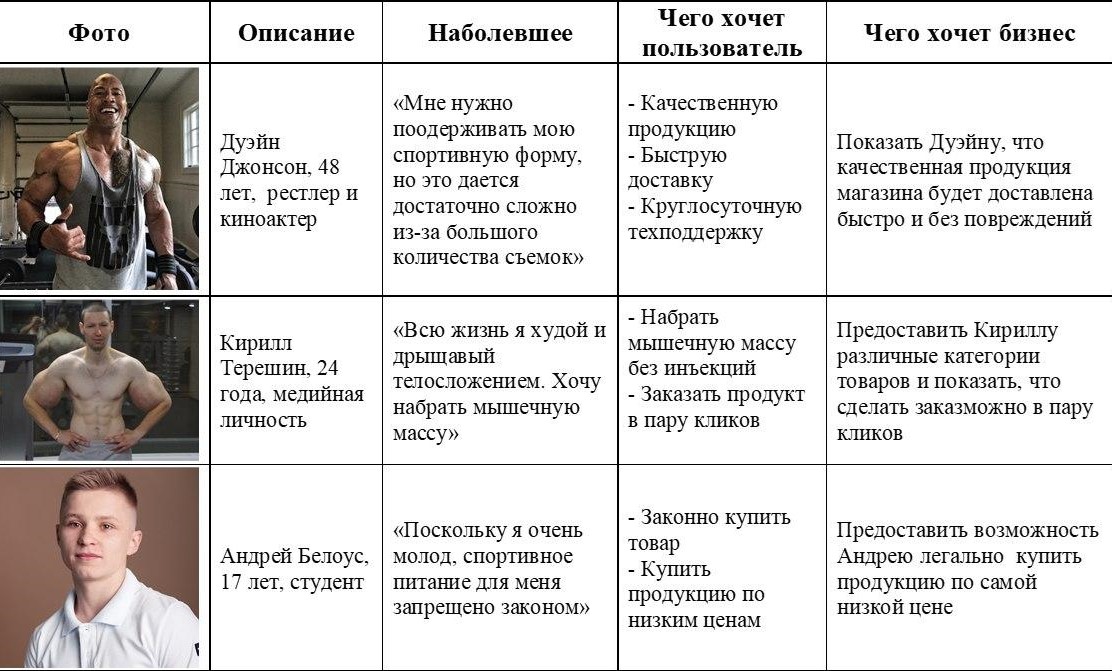 Фото
Описание
Наболевшее
Чего хочет
пользователь
Чего хочет бизнес
Дуэйн
Джонсон, 48
лет,  рестлер и
киноактер
«Мне нужно
поодерживать мою
спортивную форму,
но это дается
достаточно сложно
из-за большого
количества съемок»
- Качественную
продукцию
- Быструю
доставку
- Круглосуточную
техподдержку
Показать Дуэйну, что
качественная продукция
магазина будет доставлена
быстро и без повреждений
Кирилл
Терешин, 24
года, медийная
личность
«Всю жизнь я худой и
дрыщавый
телосложением. Хочу
набрать мышечную
массу»
- Набрать
мышечную массу
без инъекций
- Заказать продукт
в пару кликов
Предоставить Кириллу
различные категории
товаров и показать, что
сделать заказможно в пару
кликов
Андрей Белоус,
17 лет, студент
«Поскольку я очень
молод, спортивное
питание для меня
запрещено законом»
- Законно купить
товар
- Купить
продукцию по
низким ценам
Предоставить возможность
Андрею легально  купить
продукцию по самой
низкой цене